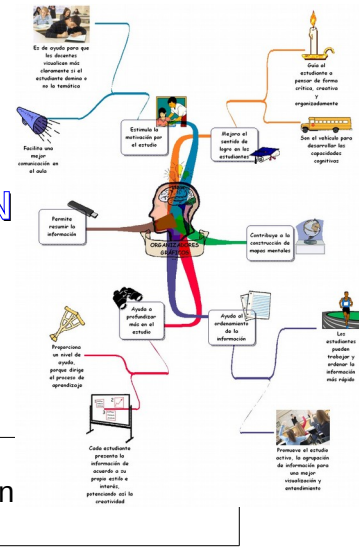 Es de ayuda para que
los docentes
visualicen más
claramente si el
estudiante domina o
no la temática
Guía al
estudiante a
pensar de forma
crítica, creativa
y
organizadamente
Facilita una
mejor
comunicación en
el aula
Estimula la
motivación por
el estudio
Mejora el
sentido de
logro en los
estudiantes
Son el vehículo para
desarrollar las
capacidades
cognitivas
N
Permite
resumir la
información
ORGANIZADORES
GRÁFICOS
Contribuye a la
construcción de
mapas mentales
Ayuda a
profundizar
más en el
estudio
Ayuda al
ordenamiento
de la
información
Proporciona
un nivel de
ayuda,
porque dirige
el proceso de
aprendizaje
Los
estudiantes
pueden
trabajar y
ordenar la
información
más rápido
Cada estudiante
presenta la
información de
acuerdo a su
propio estilo e
interés,
potenciando así la
creatividad
Promueve el estudio
activo, la agrupación
de información para
una mejor
visualización y
entendimiento
n